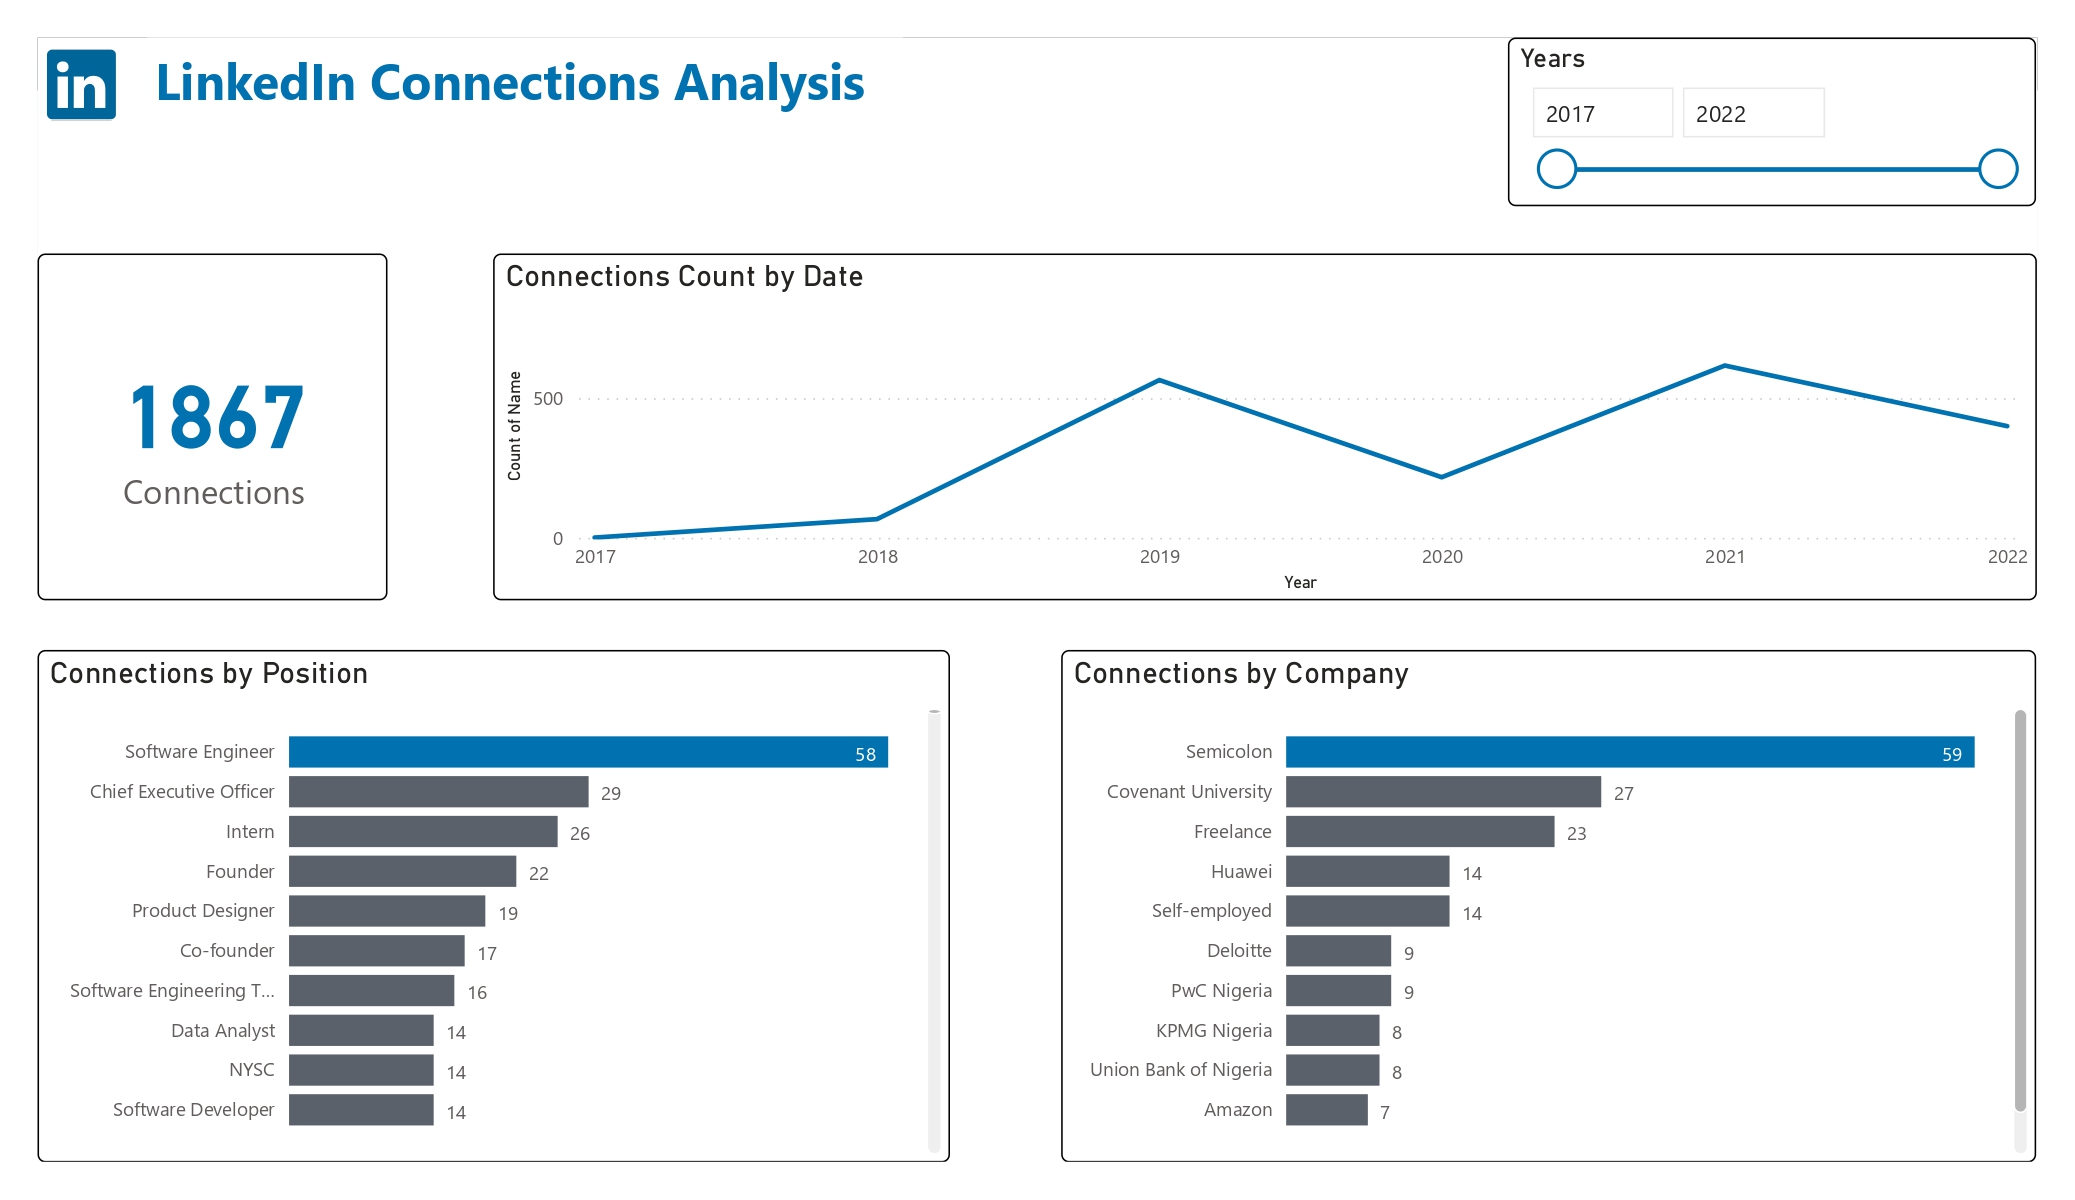 in
LinkedIn Connections Analysis
Years
2017 2022
1867
Connections
Connections Count by Date
Count of Name
500
0
2017 2018 2019 2020 2021 2022
Year
Connections by Position
Software Engineer 58
Chief Executive Officer 29
Intern 26
Founder 22
Product Designer 19
Co-founder 17
Software Engineering T... 16
Data Analyst 14
NYSC 14
Software Developer 14
Connections by Company
Semicolon 59
Covenant University 27
Freelance 23
Huawei 14
Self-employed 14
Deloitte 9
PwC Nigeria 9
KPMG Nigeria 8
Union Bank of Nigeria 8
Amazon 7